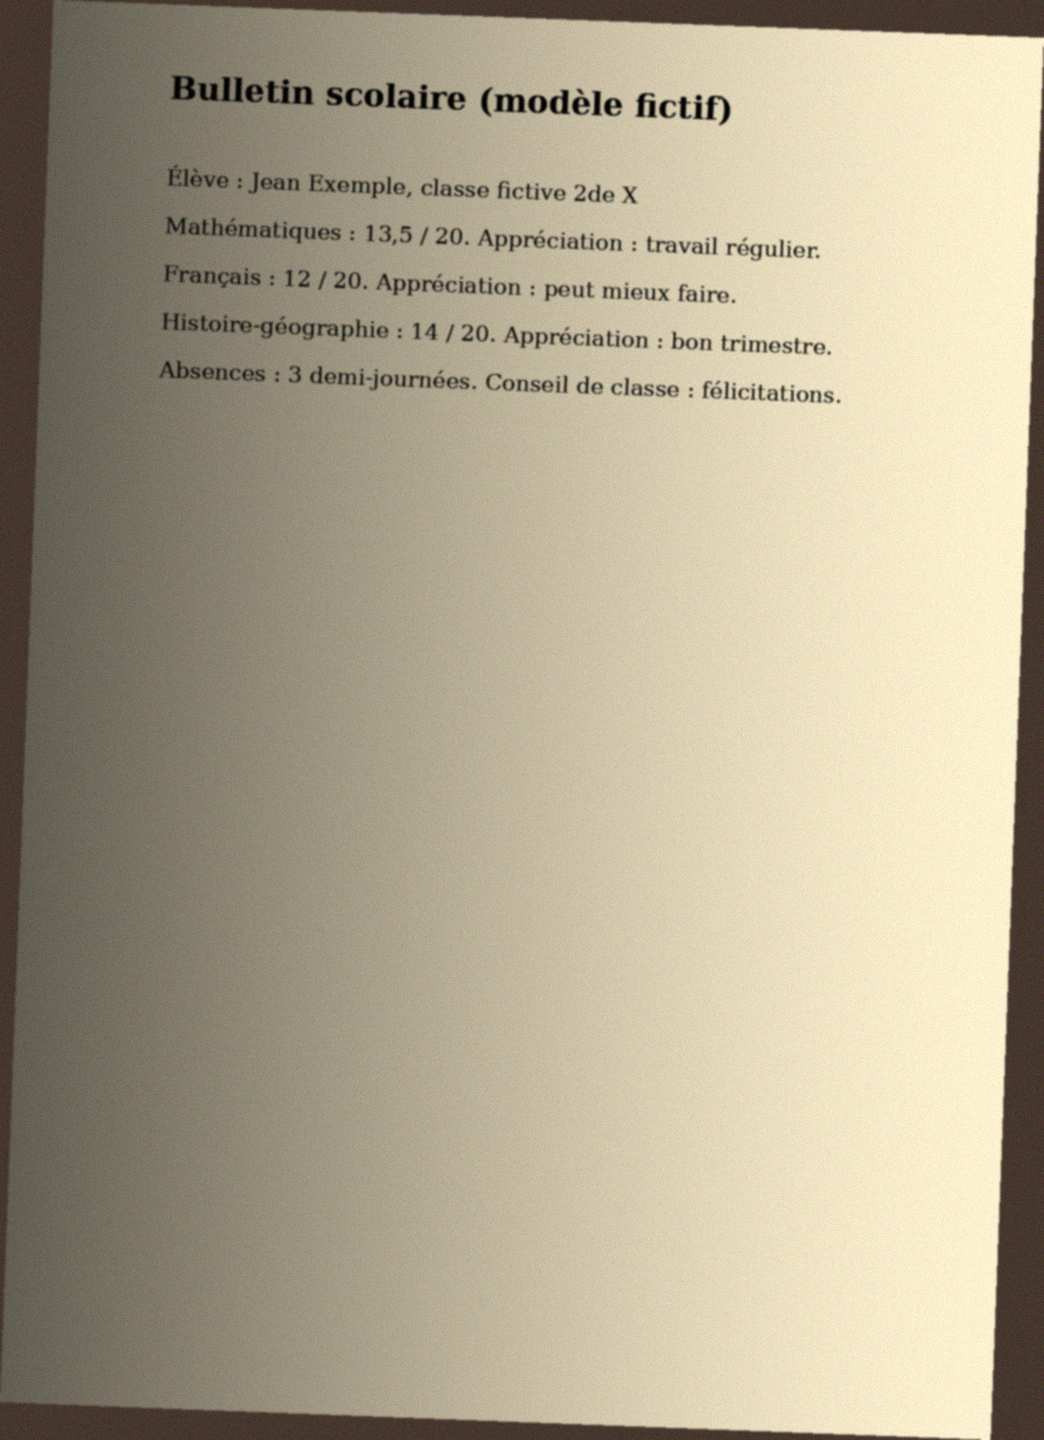 Bulletin scolaire (modèle fictif)
Élève : Jean Exemple, classe fictive 2de X
Mathématiques : 13,5 / 20. Appréciation : travail régulier.
Français : 12 / 20. Appréciation : peut mieux faire.
Histoire-géographie : 14 / 20. Appréciation : bon trimestre.
Absences : 3 demi-journées. Conseil de classe : félicitations.